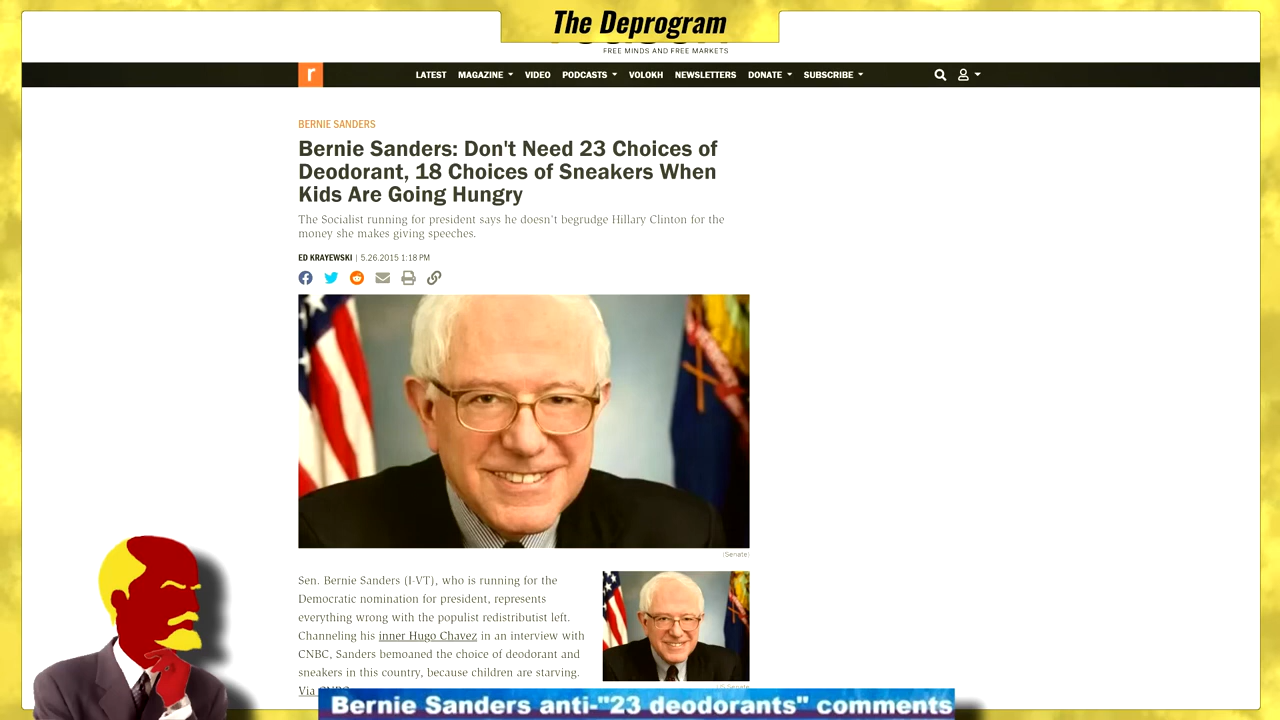 The Deprogram
FREE MINDS AND FREE MARKETS
r LATEST MAGAZINE VIDEO PODCASTS VOLOKH NEWSLETTERS DONATE SUBSCRIBE
BERNIE SANDERS
Bernie Sanders: Don't Need 23 Choices of
Deodorant, 18 Choices of Sneakers When
Kids Are Going Hungry
The Socialist running for president says he doesn't begrudge Hillary Clinton for the
money she makes giving speeches.
ED KRAYEWSKI | 5.26.2015 1:18 PM
(Senate)
Sen. Bernie Sanders (I-VT), who is running for the
Democratic nomination for president, represents
everything wrong with the populist redistributist left.
Channeling his inner Hugo Chavez in an interview with
CNBC, Sanders bemoaned the choice of deodorant and
sneakers in this country, because children are starving.
Via
Bernie Sanders anti-"23 deodorants" comments